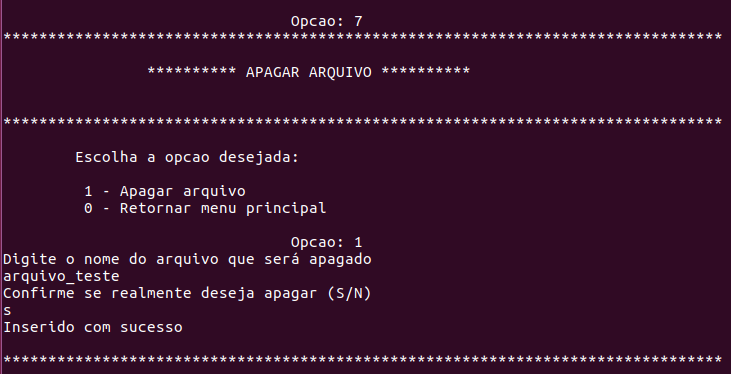 Opcao: 7
********************************************************************************
********** APAGAR ARQUIVO **********
********************************************************************************
Escolha a opcao desejada:
1 - Apagar arquivo
0 - Retornar menu principal
Opcao: 1
Digite o nome do arquivo que será apagado
arquivo_teste
Confirme se realmente deseja apagar (S/N)
s
Inserido com sucesso
********************************************************************************